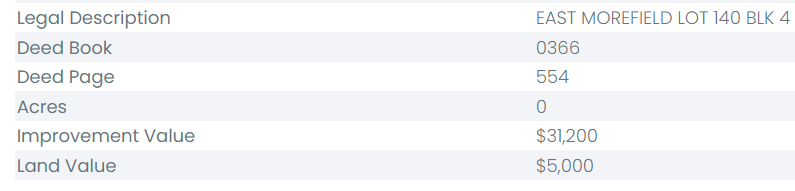 Legal Description EAST MOREFIELD LOT 140 BLK 4
Deed Book 0366
Deed Page 554
Acres 0
Improvement Value $31,200
Land Value $5,000